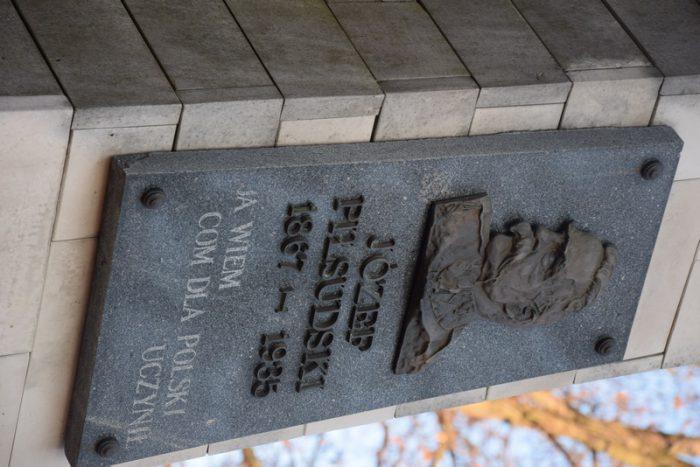 JÓZEF
PIŁSUDSKI
1867 – 1935
JA WIEM
COM DLA POLSKI
UCZYNIŁ